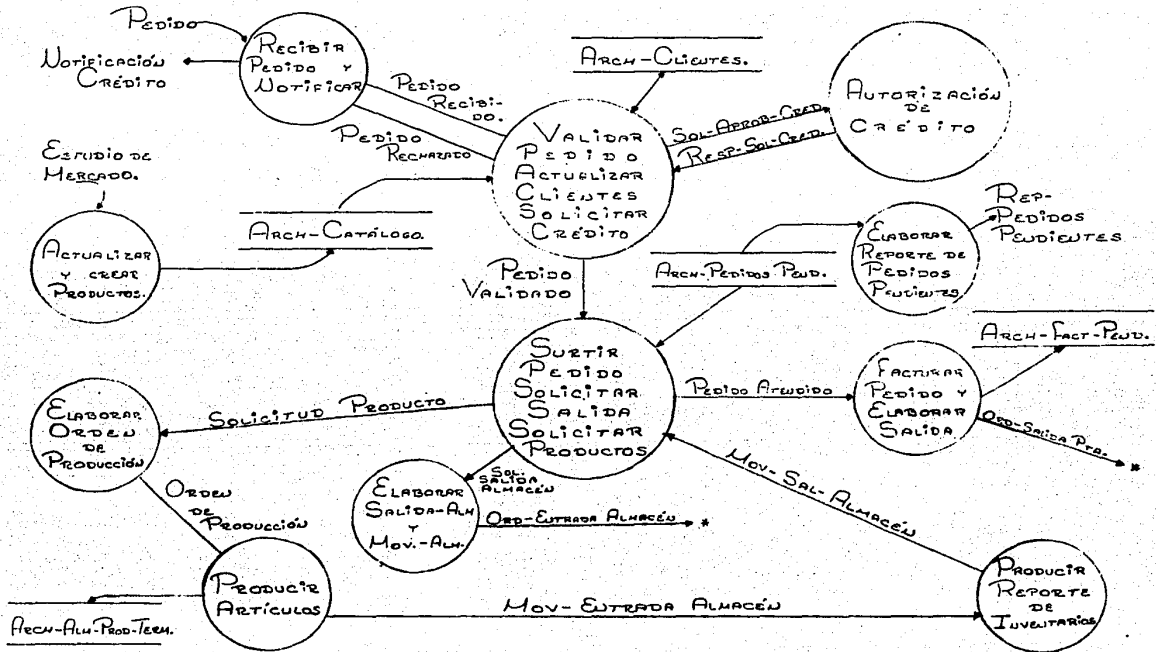 PEDIDO
NOTIFICACIÓN
CRÉDITO
RECIBIR
PEDIDO Y
NOTIFICAR
PEDIDO
RECIBI-
DO.
PEDIDO
RECHAZADO
ARCH-CLIENTES.
VALIDAR
PEDIDO
ACTUALIZAR
CLIENTES
SOLICITAR
CRÉDITO
SOL-APROB-CRED.
RESP-SOL-CRED.
AUTORIZACIÓN
DE
CRÉDITO
ESTUDIO DE
MERCADO.
ACTUALIZAR
Y CREAR
PRODUCTOS.
ARCH-CATÁLOGO.
PEDIDO
VALIDADO
ARCH-PEDIDOS PEND.
ELABORAR
REPORTE DE
PEDIDOS
PENDIENTES.
REP-
PEDIDOS
PENDIENTES
SURTIR
PEDIDO
SOLICITAR
SALIDA
SOLICITAR
PRODUCTOS
PEDIDO ATENDIDO
FACTURAR
PEDIDO Y
ELABORAR
SALIDA
ARCH-FACT-PEND.
ORD-SALIDA PTA.
*
SOLICITUD PRODUCTO
ELABORAR
ORDEN
DE
PRODUCCIÓN
ORDEN
DE
PRODUCCIÓN
SOL.
SALIDA
ALMACÉN
ELABORAR
SALIDA-ALM
Y
MOV.-ALM.
ORD-ENTRADA ALMACÉN
*
MOV-SAL-ALMACÉN
PRODUCIR
ARTÍCULOS
ARCH-ALM-PROD-TERM.
MOV-ENTRADA ALMACÉN
PRODUCIR
REPORTE
DE
INVENTARIOS